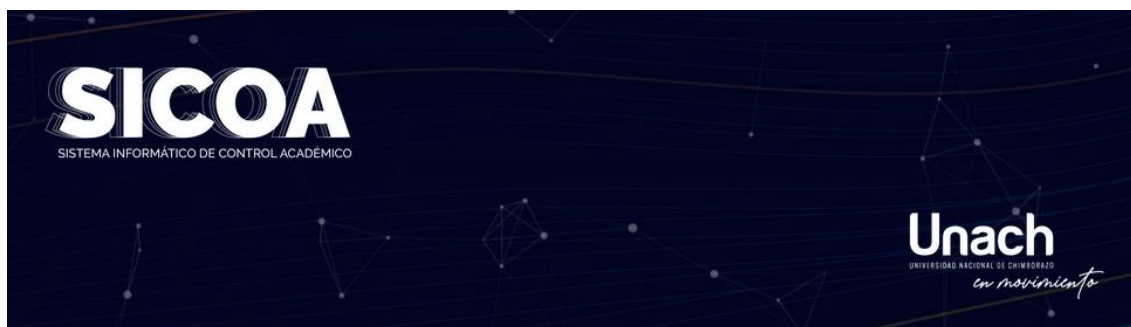 SICOA
SISTEMA INFORMÁTICO DE CONTROL ACADÉMICO
Unach
UNIVERSIDAD NACIONAL DE CHIMBORAZO
en movimiento